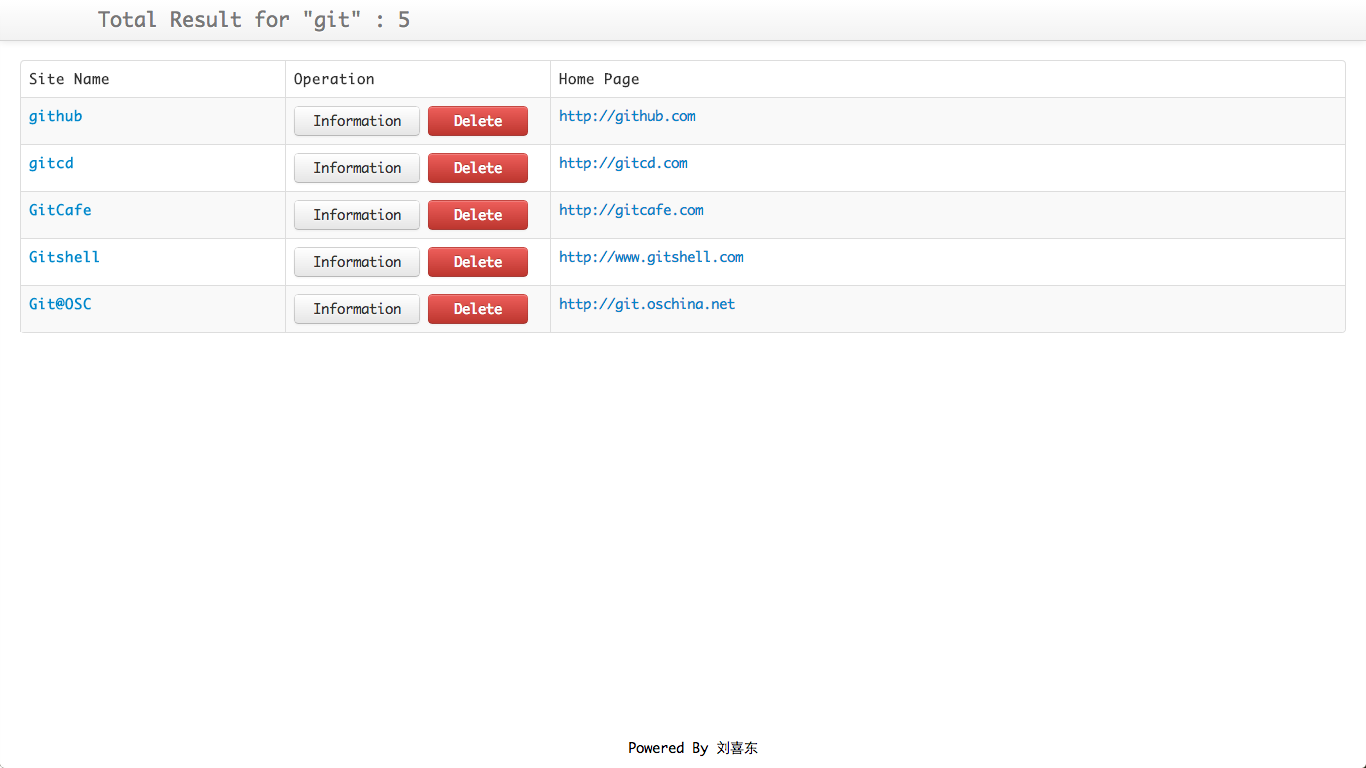 Total Result for "git" : 5
Site Name Operation Home Page
github Information Delete http://github.com
gitcd Information Delete http://gitcd.com
GitCafe Information Delete http://gitcafe.com
Gitshell Information Delete http://www.gitshell.com
Git@OSC Information Delete http://git.oschina.net
Powered By 刘喜东